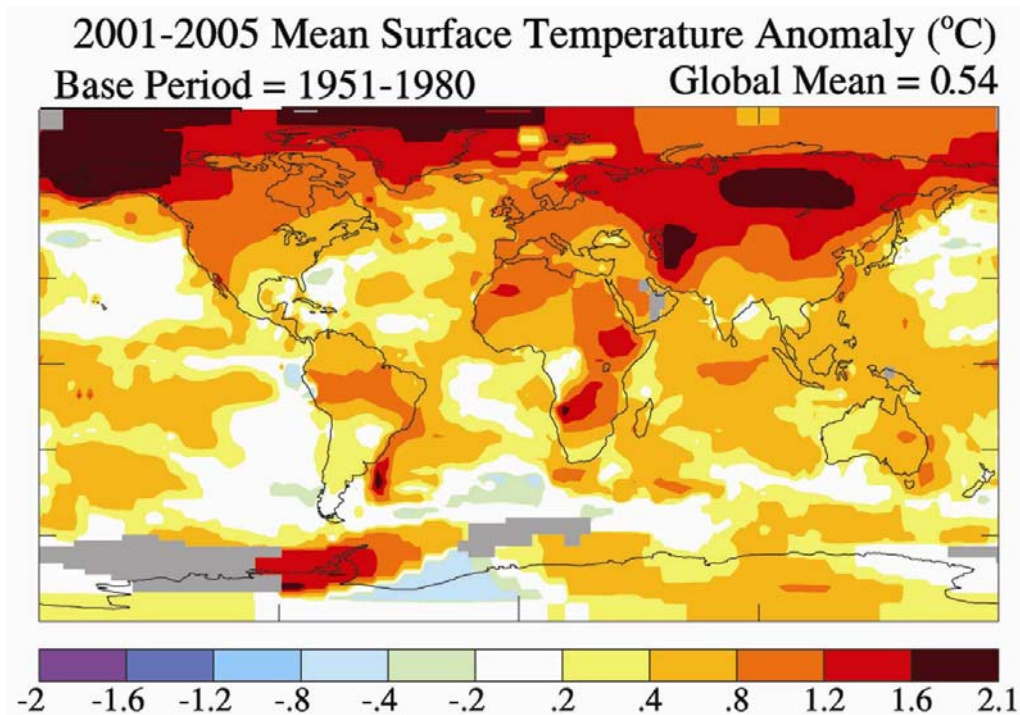 2001-2005 Mean Surface Temperature Anomaly (°C)
Base Period = 1951-1980 Global Mean = 0.54
-2 -1.6 -1.2 -.8 -.4 -.2 .2 .4 .8 1.2 1.6 2.1